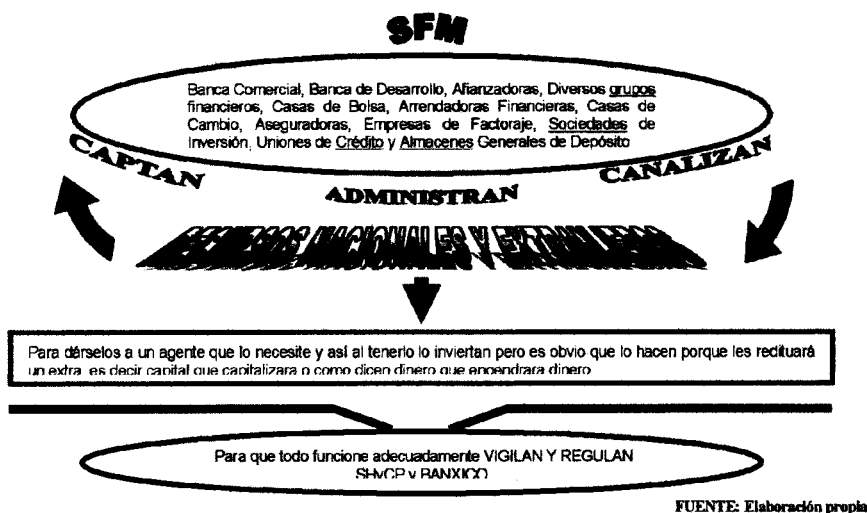 SFM
Banca Comercial, Banca de Desarrollo, Afianzadoras, Diversos grupos
financieros, Casas de Bolsa, Arrendadoras Financieras, Casas de
Cambio, Aseguradoras, Empresas de Factoraje, Sociedades de
Inversión, Uniones de Crédito y Almacenes Generales de Depósito
CAPTAN
ADMINISTRAN
CANALIZAN
RECURSOS NACIONALES Y EXTRANJEROS
Para dárselos a un agente que lo necesite y así al tenerlo lo inviertan pero es obvio que lo hacen porque les redituará
un extra es decir capital que capitalizara o como dicen dinero que engendrara dinero
Para que todo funcione adecuadamente VIGILAN Y REGULAN
SHyCP y BANXICO
FUENTE: Elaboración propia